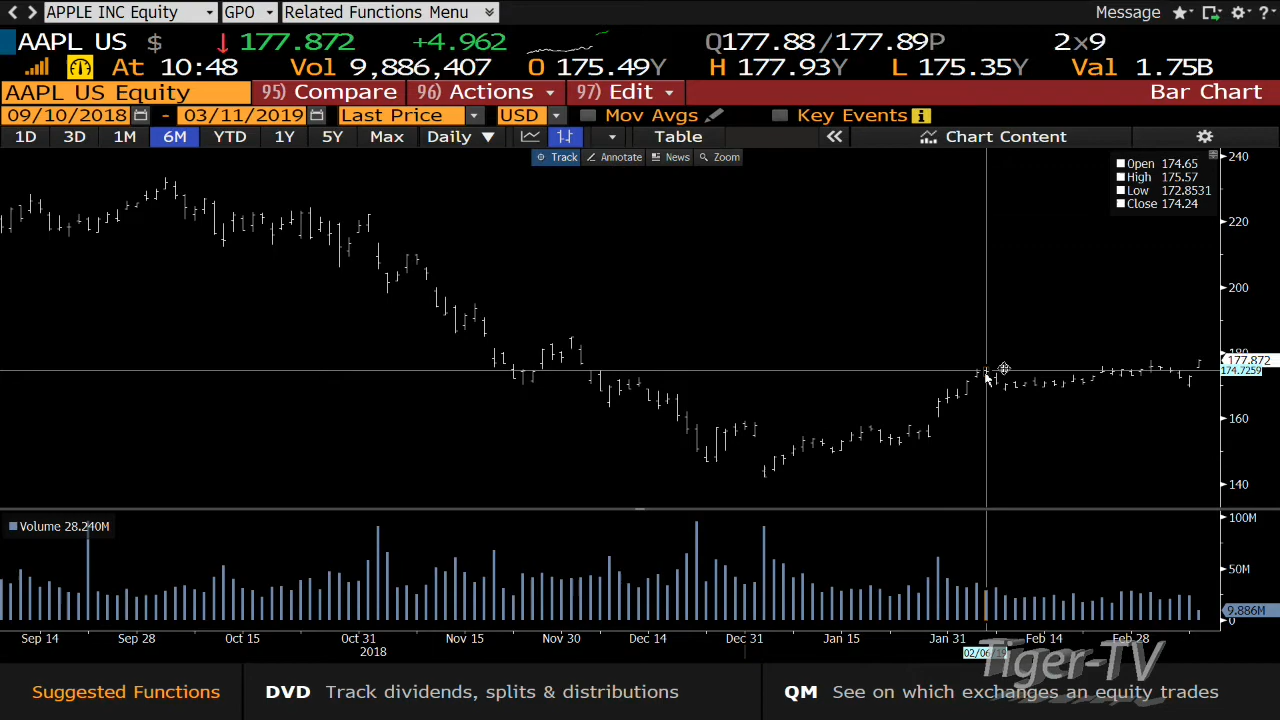 APPLE INC Equity GPO Related Functions Menu Message ?
AAPL US $ ↓ 177.872 +4.962 Q177.88/177.89P 2x9
At 10:48 Vol 9,886,407 O 175.49Y H 177.93Y L 175.35Y Val 1.75B
AAPL US Equity 95) Compare 96) Actions 97) Edit Bar Chart
09/10/2018 - 03/11/2019 Last Price USD Mov Avgs Key Events i
1D 3D 1M 6M YTD 1Y 5Y Max Daily ▼ Table « Chart Content
Track Annotate News Zoom
Open 174.65
High 175.57
Low 172.8531
Close 174.24
240
220
200
180
177.872
174.7259
160
140
Volume 28.240M
100M
50M
9.886M
0
Sep 14 Sep 28 Oct 15 Oct 31 Nov 15 Nov 30 Dec 14 Dec 31 Jan 15 Jan 31 Feb 14 Feb 28
2018 02/06/19
Tiger-TV
Suggested Functions DVD Track dividends, splits & distributions QM See on which exchanges an equity trades